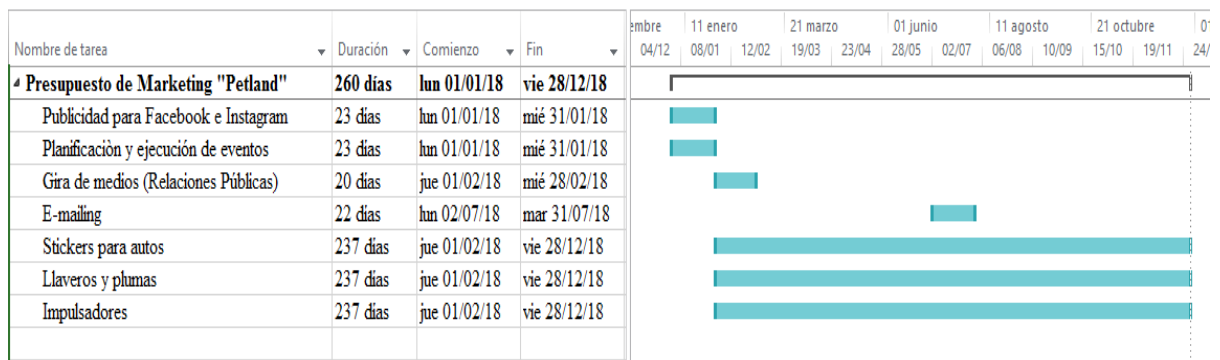 embre 11 enero 21 marzo 01 junio 11 agosto 21 octubre 01
Nombre de tarea Duración Comienzo Fin 04/12 08/01 12/02 19/03 23/04 28/05 02/07 06/08 10/09 15/10 19/11 24/
Presupuesto de Marketing "Petland" 260 días lun 01/01/18 vie 28/12/18
Publicidad para Facebook e Instagram 23 días lun 01/01/18 mié 31/01/18
Planificaciòn y ejecución de eventos 23 días lun 01/01/18 mié 31/01/18
Gira de medios (Relaciones Públicas) 20 días jue 01/02/18 mié 28/02/18
E-mailing 22 días lun 02/07/18 mar 31/07/18
Stickers para autos 237 días jue 01/02/18 vie 28/12/18
Llaveros y plumas 237 días jue 01/02/18 vie 28/12/18
Impulsadores 237 días jue 01/02/18 vie 28/12/18